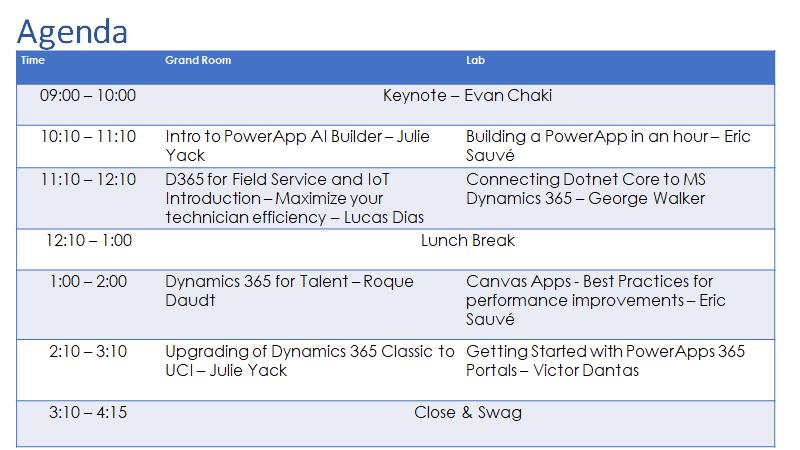 Agenda
Time Grand Room Lab
09:00 – 10:00 Keynote – Evan Chaki
10:10 – 11:10 Intro to PowerApp AI Builder – Julie Building a PowerApp in an hour – Eric
Yack Sauvé
11:10 – 12:10 D365 for Field Service and IoT Connecting Dotnet Core to MS
Introduction – Maximize your Dynamics 365 – George Walker
technician efficiency – Lucas Dias
12:10 – 1:00 Lunch Break
1:00 – 2:00 Dynamics 365 for Talent – Roque Canvas Apps - Best Practices for
Daudt performance improvements – Eric
Sauvé
2:10 – 3:10 Upgrading of Dynamics 365 Classic to Getting Started with PowerApps 365
UCI – Julie Yack Portals – Victor Dantas
3:10 – 4:15 Close & Swag